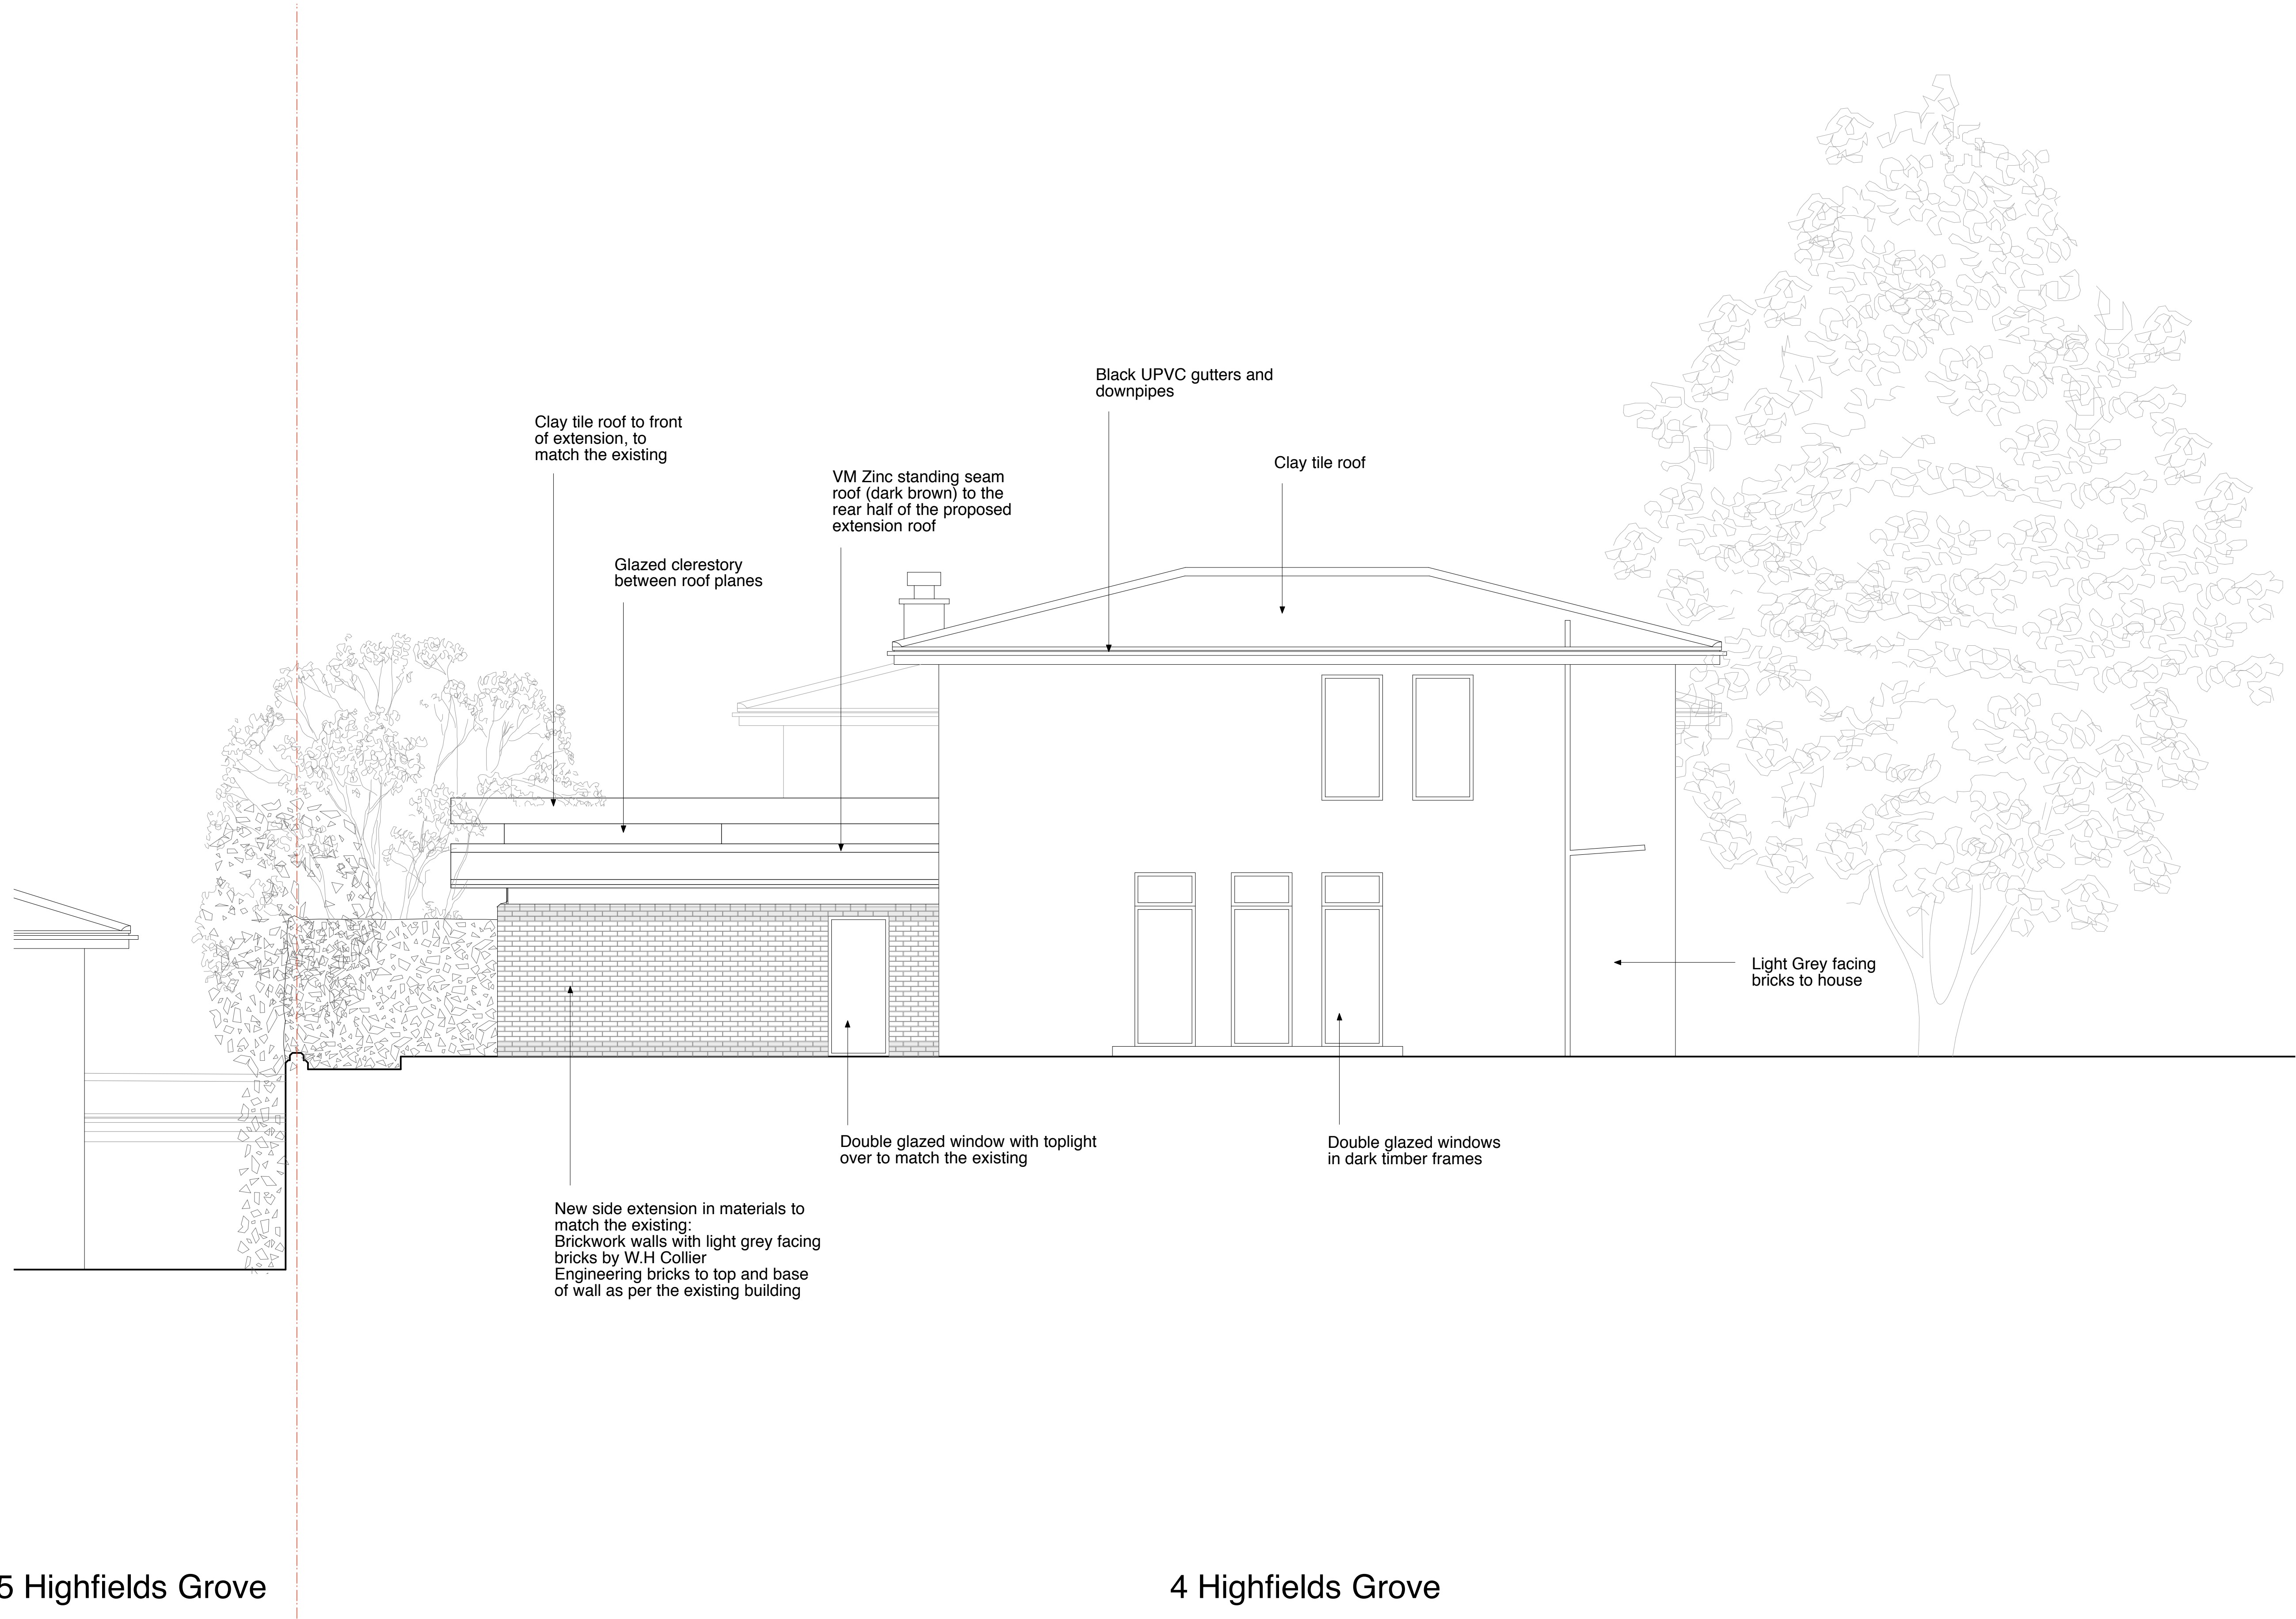 Black UPVC gutters and
downpipes
Clay tile roof to front
of extension, to
match the existing
Clay tile roof
VM Zinc standing seam
roof (dark brown) to the
rear half of the proposed
extension roof
Glazed clerestory
between roof planes
Light Grey facing
bricks to house
Double glazed window with toplight
over to match the existing
Double glazed windows
in dark timber frames
New side extension in materials to
match the existing:
Brickwork walls with light grey facing
bricks by W.H Collier
Engineering bricks to top and base
of wall as per the existing building
5 Highfields Grove
4 Highfields Grove